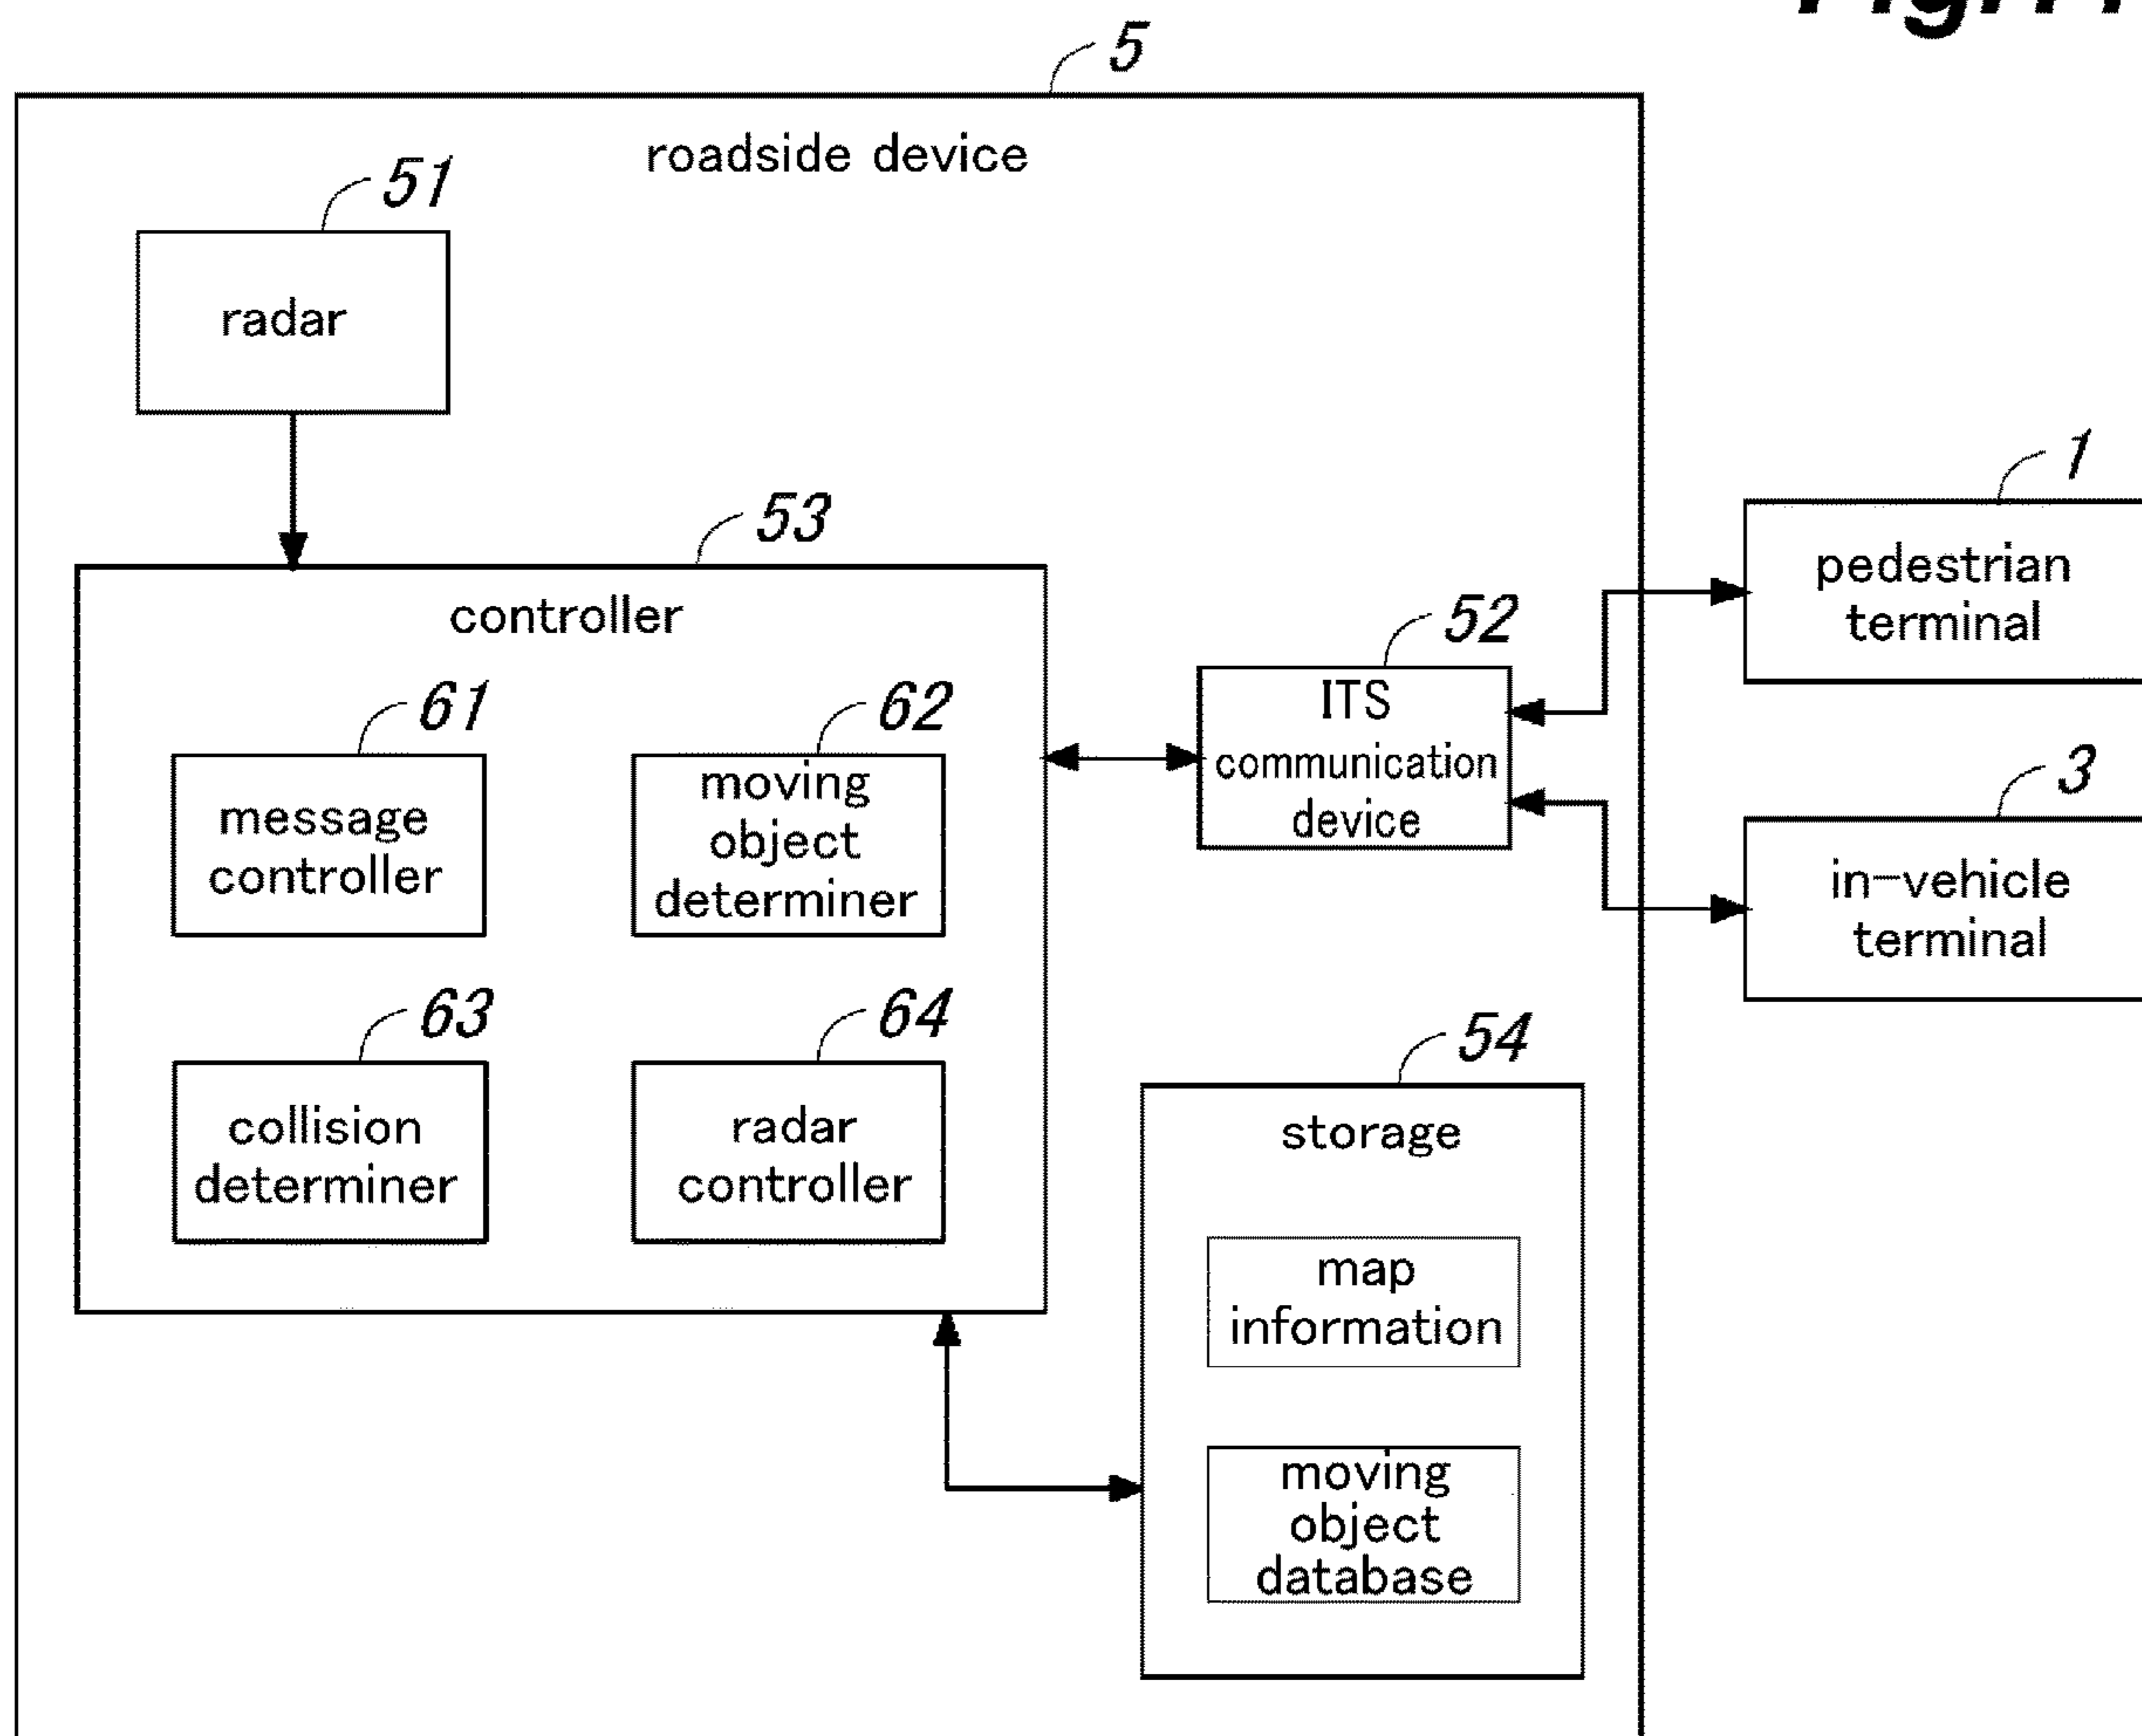 5
roadside device
51
radar
53
controller
61
message
controller
62
moving
object
determiner
63
collision
determiner
64
radar
controller
52
ITS
communication
device
1
pedestrian
terminal
3
in-vehicle
terminal
54
storage
map
information
moving
object
database